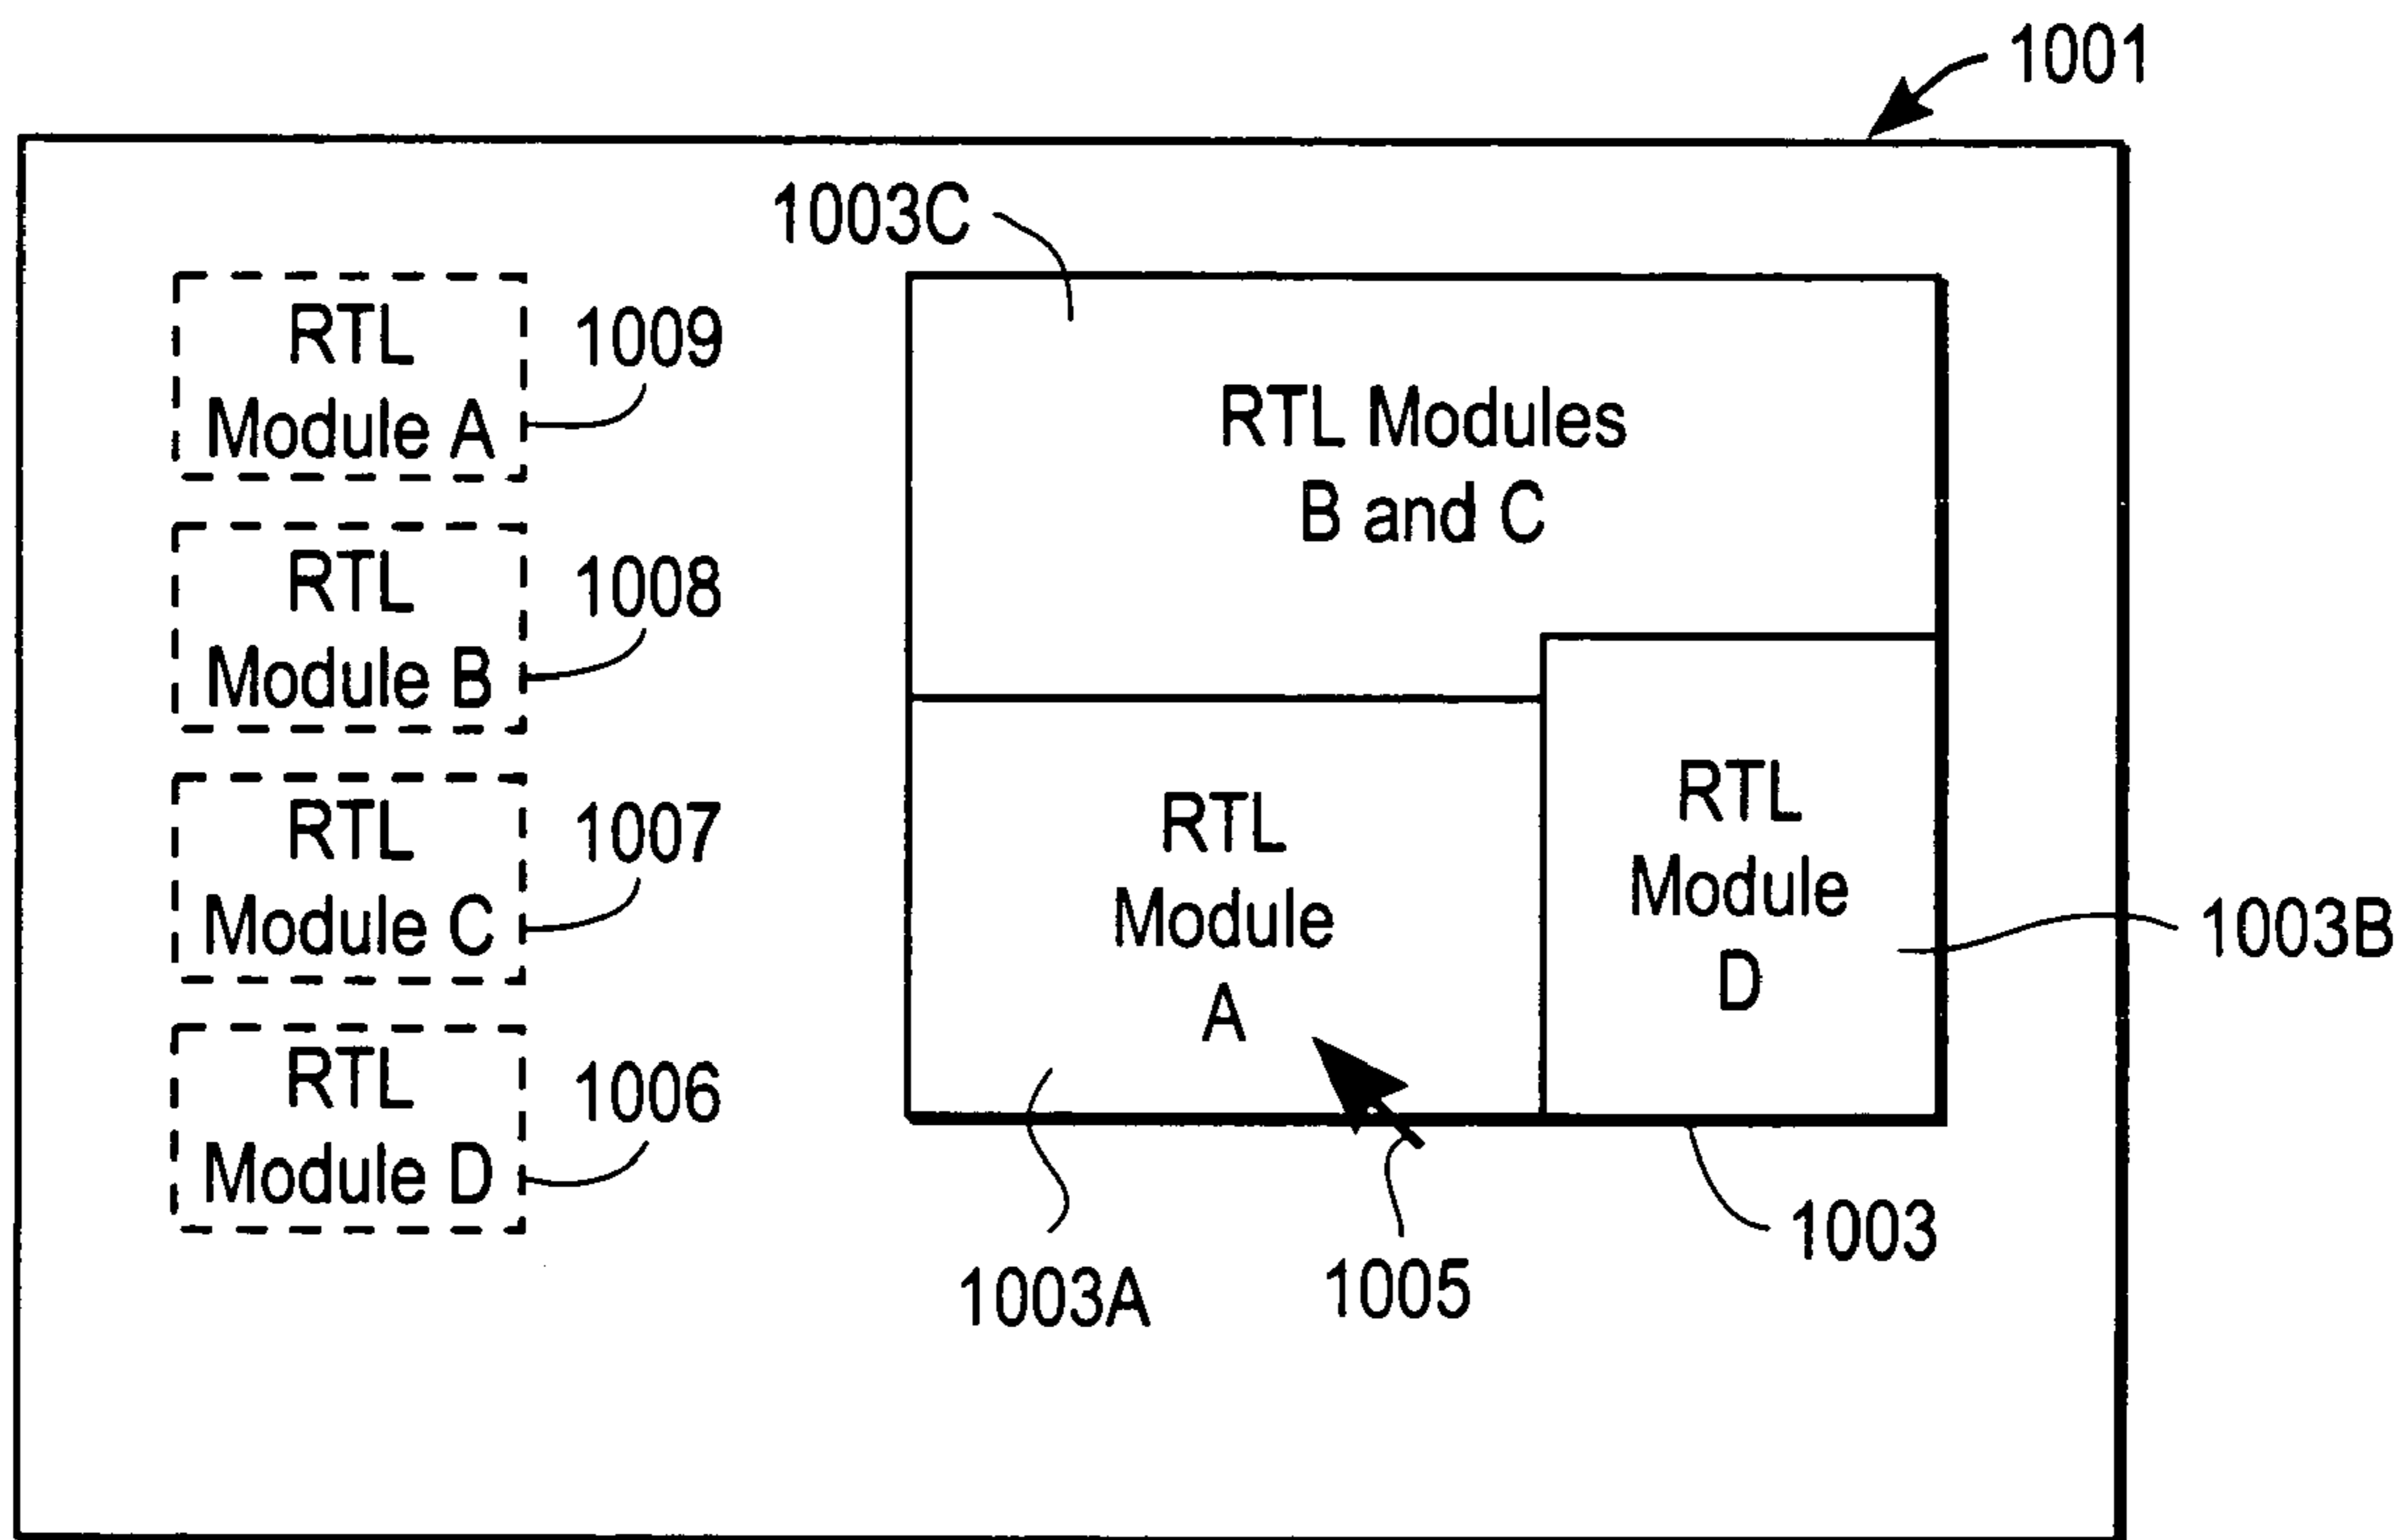 1001
1003C
RTL
Module A
1009
RTL
Module B
1008
RTL
Module C
1007
RTL
Module D
1006
RTL Modules
B and C
RTL
Module
A
RTL
Module
D
1003B
1003A
1005
1003